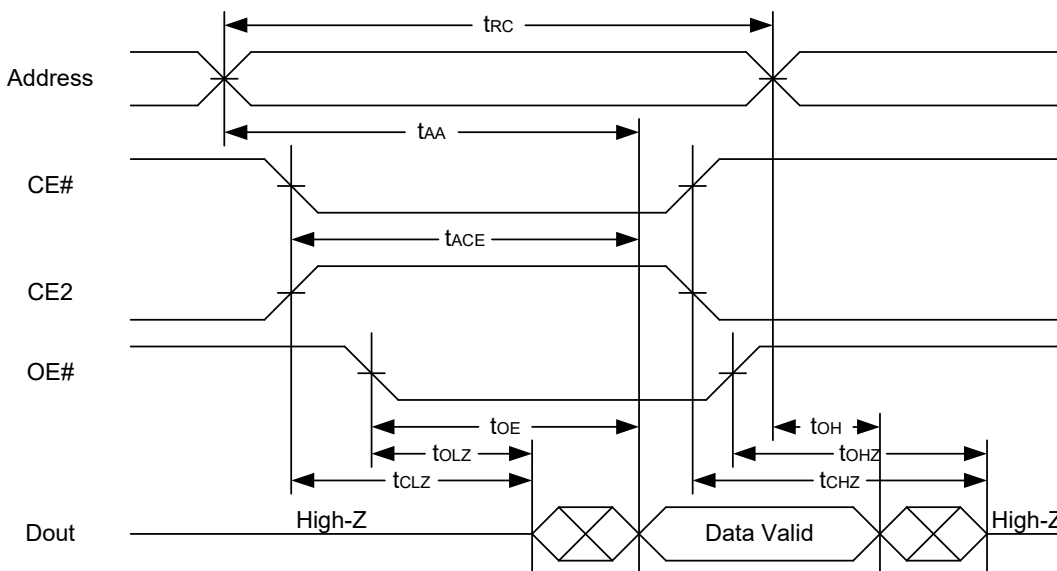 tRC
Address
tAA
CE#
tACE
CE2
OE#
tOE
tOH
tOLZ
tOHZ
tCLZ
tCHZ
High-Z
Data Valid
High-Z
Dout